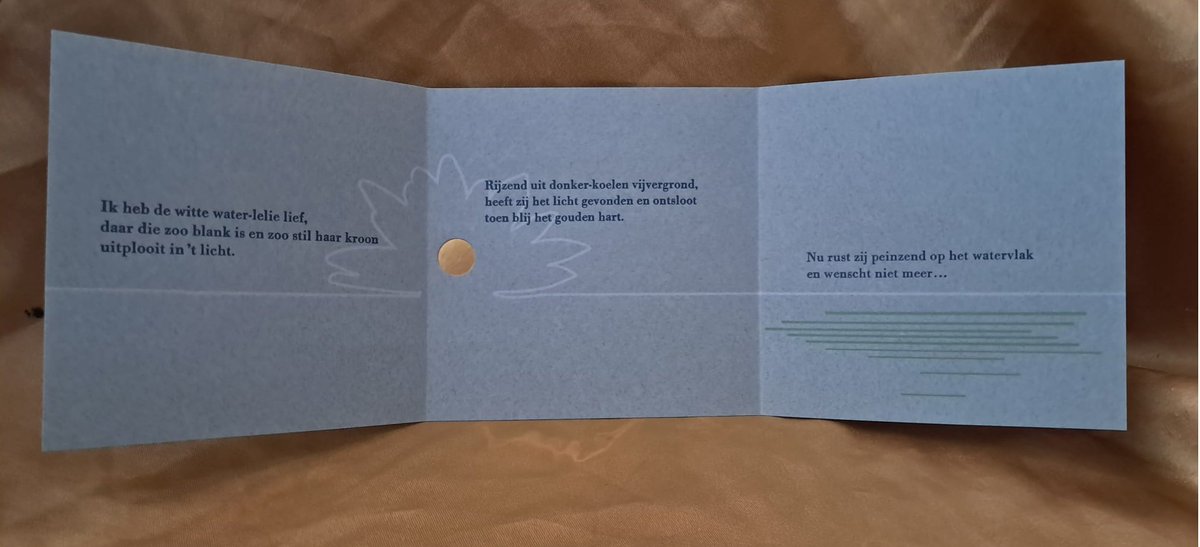 Ik heb de witte water-lelie lief,
daar die zoo blank is en zoo stil haar kroon
uitplooit in 't licht.
Rijzend uit donker-koelen vijvergrond,
heeft zij het licht gevonden en ontsloot
toen blij het gouden hart.
Nu rust zij peinzend op het watervlak
en wenscht niet meer...